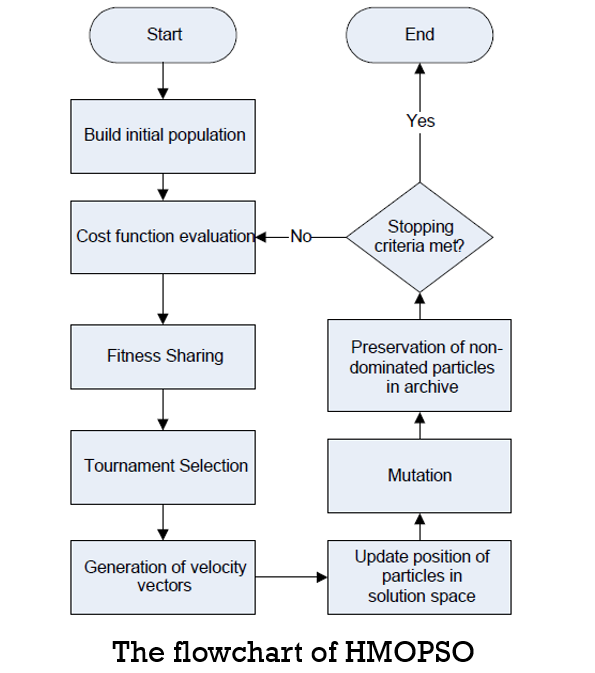 Start
Build initial population
Cost function evaluation
Fitness Sharing
Tournament Selection
Generation of velocity
vectors
Update position of
particles in
solution space
Mutation
Preservation of non-
dominated particles
in archive
Stopping
criteria met?
No
Yes
End
The flowchart of HMOPSO